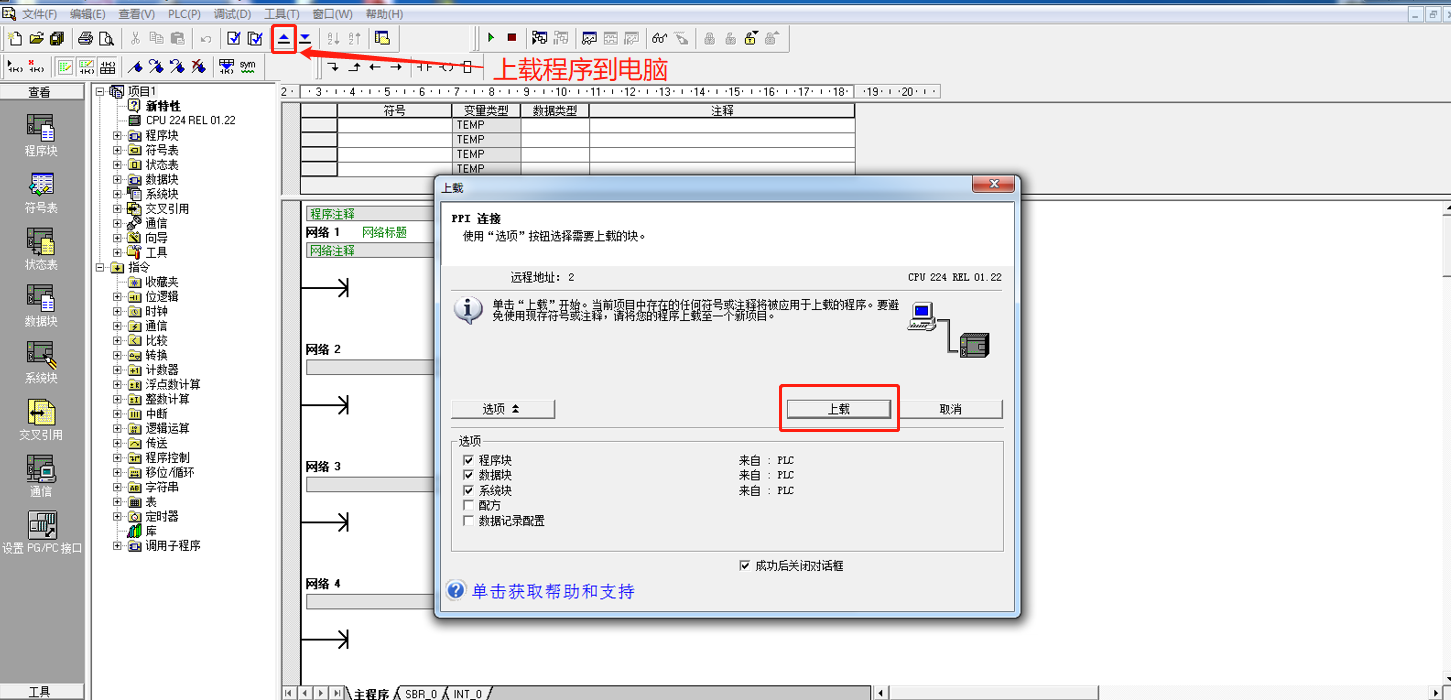 文件(F) 编辑(E) 查看(V) PLC(P) 调试(D) 工具(T) 窗口(W) 帮助(H)
sym
上载程序到电脑
查看
程序块
符号表
状态表
数据块
系统块
交叉引用
通信
设置 PG/PC 接口
工具
项目1
新特性
CPU 224 REL 01.22
程序块
符号表
状态表
数据块
系统块
交叉引用
通信
向导
工具
指令
收藏夹
位逻辑
时钟
通信
比较
转换
计数器
浮点数计算
整数计算
中断
逻辑运算
传送
程序控制
移位/循环
字符串
表
定时器
库
调用子程序
2 · · 3 · · 4 · · 5 · · 6 · · 7 · · 8 · · 9 · · 10 · · 11 · · 12 · · 13 · · 14 · · 15 · · 16 · · 17 · · 18 · · 19 · · 20 · ·
符号 变量类型 数据类型 注释
TEMP
TEMP
TEMP
TEMP
程序注释
网络 1 网络标题
网络注释
网络 2
网络 3
网络 4
主程序 SBR_0 INT_0
上载
PPI 连接
使用“选项”按钮选择需要上载的块。
远程地址: 2 CPU 224 REL 01.22
单击“上载”开始。当前项目中存在的任何符号或注释将被应用于上载的程序。要避
免使用现存符号或注释,请将您的程序上载至一个新项目。
选项 上载 取消
选项
程序块 来自 : PLC
数据块 来自 : PLC
系统块 来自 : PLC
配方
数据记录配置
成功后关闭对话框
单击获取帮助和支持